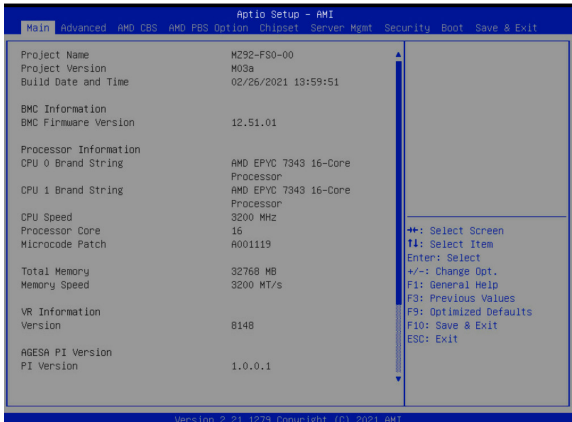 Aptio Setup – AMI
Main Advanced AMD CBS AMD PBS Option Chipset Server Mgmt Security Boot Save & Exit
Project Name MZ92-FS0-00
Project Version M03a
Build Date and Time 02/26/2021 13:59:51
BMC Information
BMC Firmware Version 12.51.01
Processor Information
CPU 0 Brand String AMD EPYC 7343 16-Core
Processor
CPU 1 Brand String AMD EPYC 7343 16-Core
Processor
CPU Speed 3200 MHz
Processor Core 16
Microcode Patch A001119
Total Memory 32768 MB
Memory Speed 3200 MT/s
VR Information
Version 8148
AGESA PI Version
PI Version 1.0.0.1
→←: Select Screen
↑↓: Select Item
Enter: Select
+/-: Change Opt.
F1: General Help
F3: Previous Values
F9: Optimized Defaults
F10: Save & Exit
ESC: Exit
Version 2.21.1279 Copyright (C) 2021 AMI